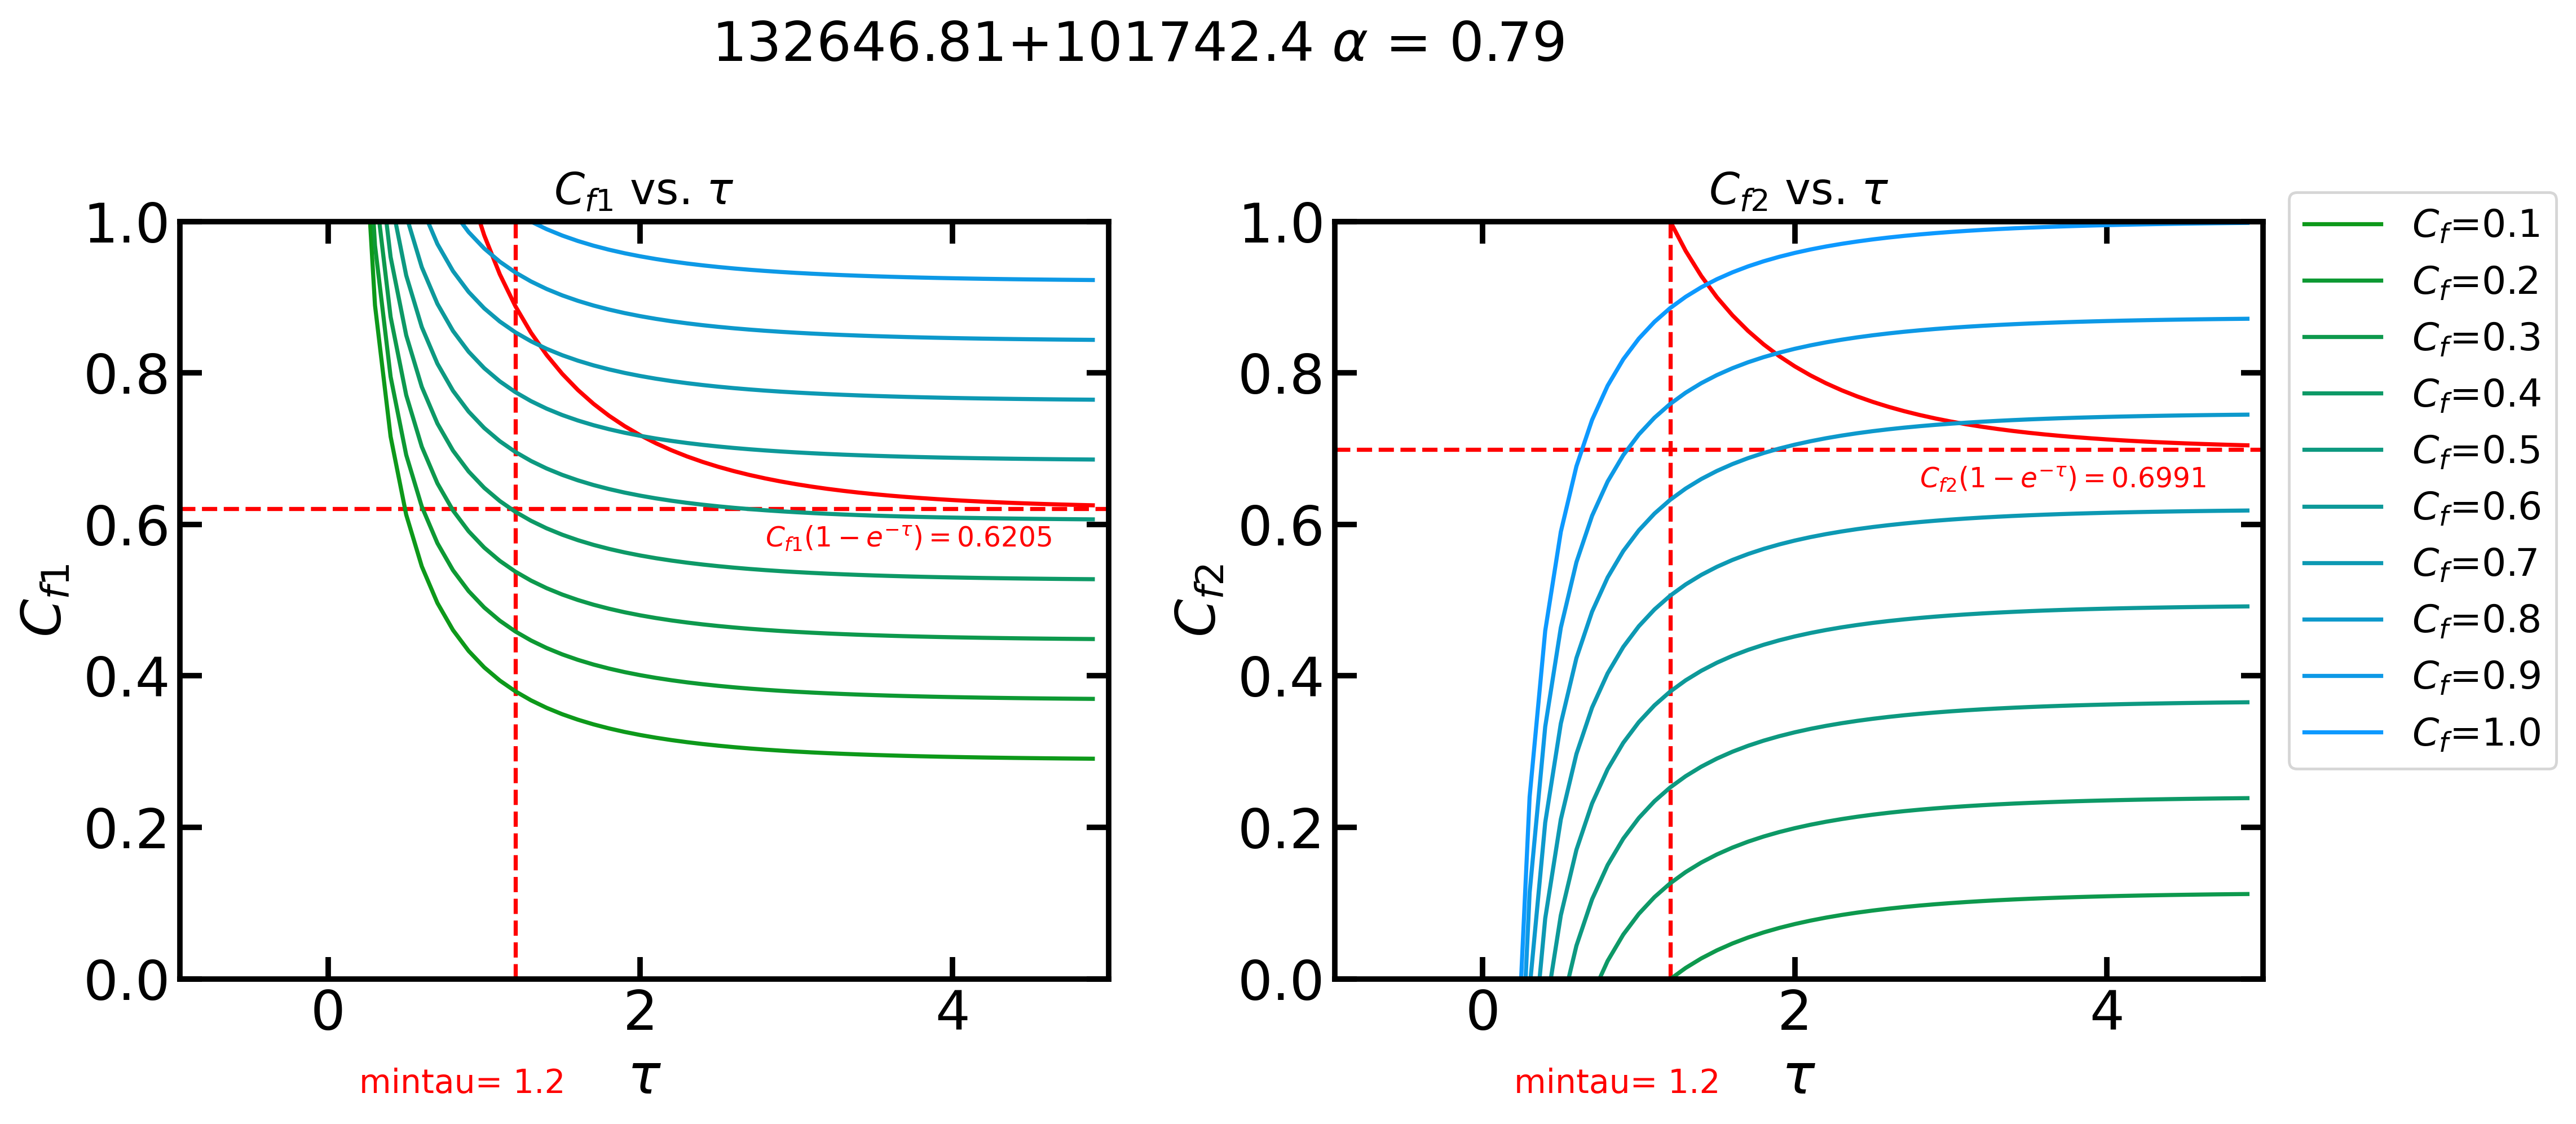 132646.81+101742.4 α = 0.79
C_{f1} vs. τ
1.0
0.8
0.6
0.4
0.2
0.0
C_{f1}
C_{f1}(1 − e^{−τ}) = 0.6205
0 2 4
τ
mintau= 1.2
C_{f2} vs. τ
1.0
0.8
0.6
0.4
0.2
0.0
C_{f2}
C_{f2}(1 − e^{−τ}) = 0.6991
0 2 4
τ
mintau= 1.2
C_f=0.1
C_f=0.2
C_f=0.3
C_f=0.4
C_f=0.5
C_f=0.6
C_f=0.7
C_f=0.8
C_f=0.9
C_f=1.0